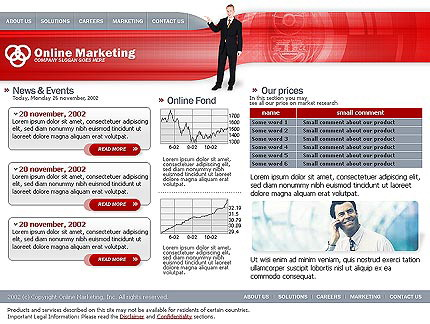 ABOUT US SOLUTIONS CAREERS MARKETING CONTACT US
Online Marketing
COMPANY SLOGAN GOES HERE
News & Events
Today, Monday 25 november, 2002
20 november, 2002
Lorem ipsum dolor sit amet, consectetuer adipiscing
elit, sed diam nonummy nibh euismod tincidunt ut
laoreet dolore magna aliquam erat volutpat.
READ MORE
20 november, 2002
Lorem ipsum dolor sit amet, consectetuer adipiscing
elit, sed diam nonummy nibh euismod tincidunt ut
laoreet dolore magna aliquam erat volutpat.
READ MORE
20 november, 2002
Lorem ipsum dolor sit amet, consectetuer adipiscing
elit, sed diam nonummy nibh euismod tincidunt ut
laoreet dolore magna aliquam erat volutpat.
READ MORE
Online Fond
1700
1600
1500
1400
1300
6-02 8-02 10-02
Lorem ipsum dolor sit amet,
consectetuer adipiscing elit,
sed diam nonummy nibh
euismod tincidunt ut laoreet
dolore magna aliquam erat
volutpat.
32.19
31.5
30.9
30.4
29.8
6-02 8-02 10-02
Lorem ipsum dolor sit amet,
consectetuer adipiscing elit,
sed diam nonummy nibh
euismod tincidunt ut laoreet
dolore magna aliquam erat
volutpat.
Our prices
In this section you may
see all our price on market research
name small comment
Some word 1 Small comment about our product
Some word 2 Small comment about our product
Some word 3 Small comment about our product
Some word 4 Small comment about our product
Some word 5 Small comment about our product
Some word 6 Small comment about our product
Lorem ipsum dolor sit amet, consectetuer adipiscing elit,
sed diam nonummy nibh euismod tincidunt ut laoreet
dolore magna aliquam erat volutpat.
Ut wisi enim ad minim veniam, quis nostrud exerci tation
ullamcorper suscipit lobortis nisl ut aliquip ex ea
commodo consequat.
2002 (c) Copyright Online Marketing, Inc. All rights reserved.
ABOUT US SOLUTIONS CAREERS MARKETING CONTACT US
Products and services described on this site may not be available for residents of certain countries.
Important Legal Information: Please read the Disclaimer and Confidentiality sections.